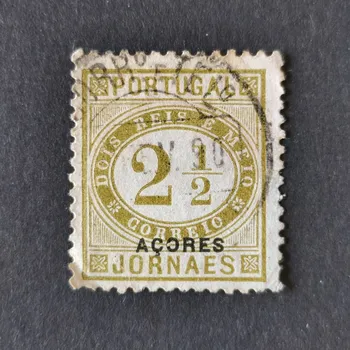 PORTUGAL
DOIS REIS E MEIO
2 1/2
CORREIO
AÇORES
JORNAES